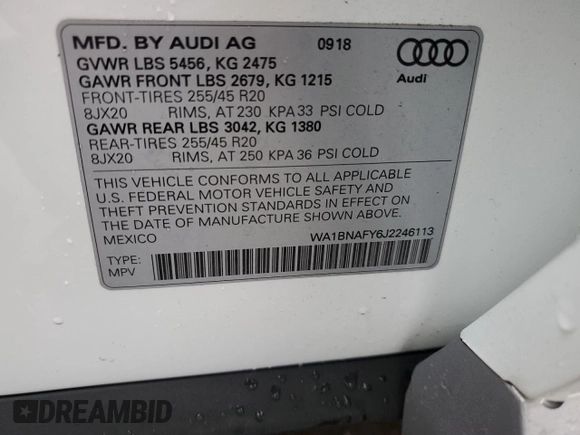 MFD. BY AUDI AG 09.18
GVWR LBS 5456, KG 2475
GAWR FRONT LBS 2679, KG 1215
FRONT-TIRES 255/45 R20
8JX20 RIMS, AT 230 KPA 33 PSI COLD
GAWR REAR LBS 3042, KG 1380
REAR-TIRES 255/45 R20
8JX20 RIMS, AT 250 KPA 36 PSI COLD
Audi
THIS VEHICLE CONFORMS TO ALL APPLICABLE
U.S. FEDERAL MOTOR VEHICLE SAFETY AND
THEFT PREVENTION STANDARDS IN EFFECT ON
THE DATE OF MANUFACTURE SHOWN ABOVE.
MEXICO WA1BNAFY6J2246113
TYPE:
MPV
DREAMBID